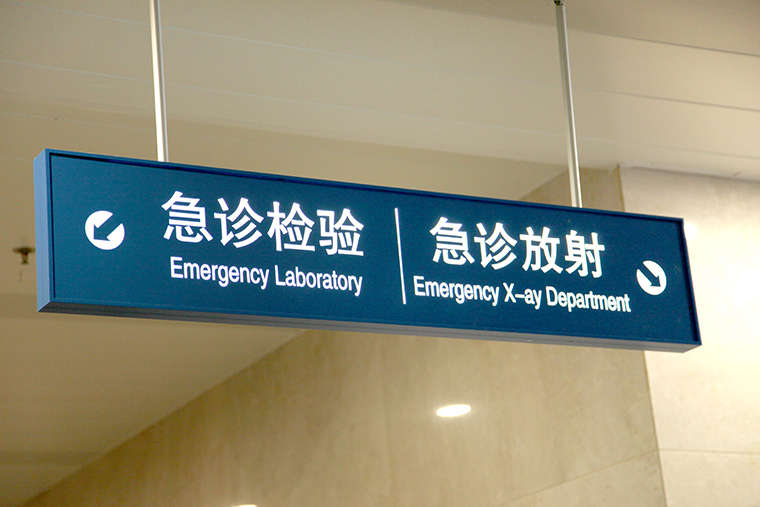 急诊检验
Emergency Laboratory
急诊放射
Emergency X-ay Department